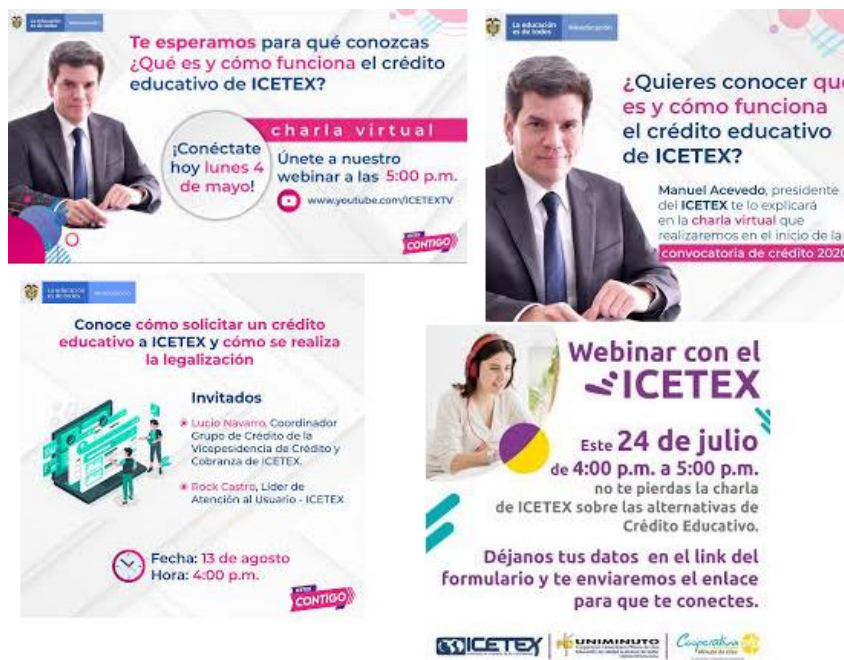 La educación
es de todos
Mineducación
Te esperamos para qué conozcas
¿Qué es y cómo funciona el crédito
educativo de ICETEX?
charla virtual
¡Conéctate
hoy lunes 4
de mayo!
Únete a nuestro
webinar a las 5:00 p.m.
www.youtube.com/ICETEXTV
CONTIGO
La educación
es de todos
Mineducación
¿Quieres conocer qué
es y cómo funciona
el crédito educativo
de ICETEX?
Manuel Acevedo, presidente
del ICETEX te lo explicará
en la charla virtual que
realizaremos en el inicio de la
convocatoria de crédito 2020
La educación
es de todos
Conoce cómo solicitar un crédito
educativo a ICETEX y cómo se realiza
la legalización
Invitados
Lucio Navarro, Coordinador
Grupo de Crédito de la
Vicepesidencia de Crédito y
Cobranza de ICETEX.
Rock Castro, Líder de
Atención al Usuario - ICETEX
Fecha: 13 de agosto
Hora: 4:00 p.m.
CONTIGO
Webinar con el
ICETEX
Este 24 de julio
de 4:00 p.m. a 5:00 p.m.
no te pierdas la charla
de ICETEX sobre las alternativas de
Crédito Educativo.
Déjanos tus datos en el link del
formulario y te enviaremos el enlace
para que te conectes.
ICETEX
UNIMINUTO
Cooperativa